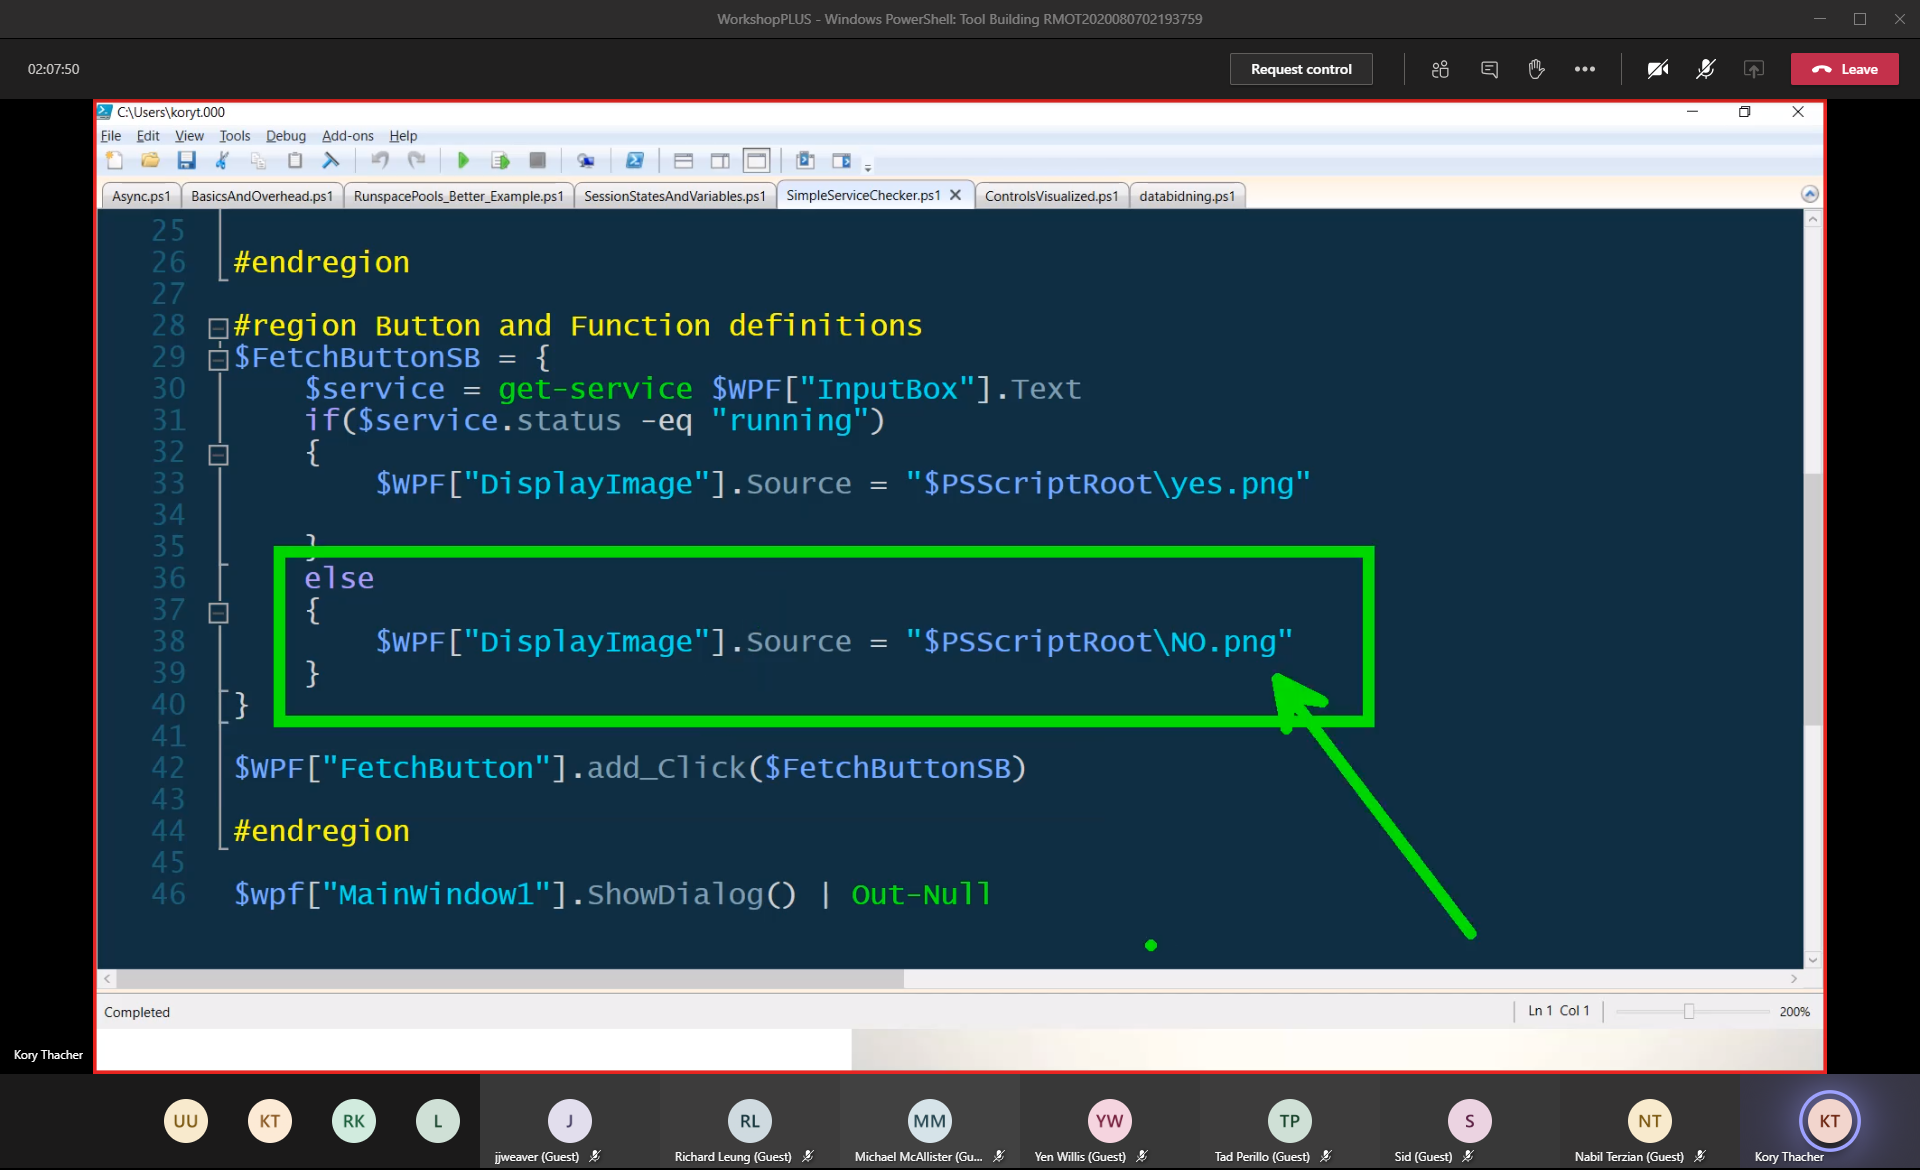 WorkshopPLUS - Windows PowerShell: Tool Building RMOT2020080702193759
02:07:50
Request control
Leave
C:\Users\koryt.000
File Edit View Tools Debug Add-ons Help
Async.ps1 BasicsAndOverhead.ps1 RunspacePools_Better_Example.ps1 SessionStatesAndVariables.ps1 SimpleServiceChecker.ps1 ControlsVisualized.ps1 databidning.ps1
25
26 #endregion
27
28 #region Button and Function definitions
29 $FetchButtonSB = {
30 $service = get-service $WPF["InputBox"].Text
31 if($service.status -eq "running")
32 {
33 $WPF["DisplayImage"].Source = "$PSScriptRoot\yes.png"
34
35 }
36 else
37 {
38 $WPF["DisplayImage"].Source = "$PSScriptRoot\NO.png"
39 }
40 }
41
42 $WPF["FetchButton"].add_Click($FetchButtonSB)
43
44 #endregion
45
46 $wpf["MainWindow1"].ShowDialog() | Out-Null
Completed
Ln 1 Col 1
200%
Kory Thacher
UU KT RK L J RL MM YW TP S NT KT
jjweaver (Guest) Richard Leung (Guest) Michael McAllister (Gu... Yen Willis (Guest) Tad Perillo (Guest) Sid (Guest) Nabil Terzian (Guest) Kory Thacher